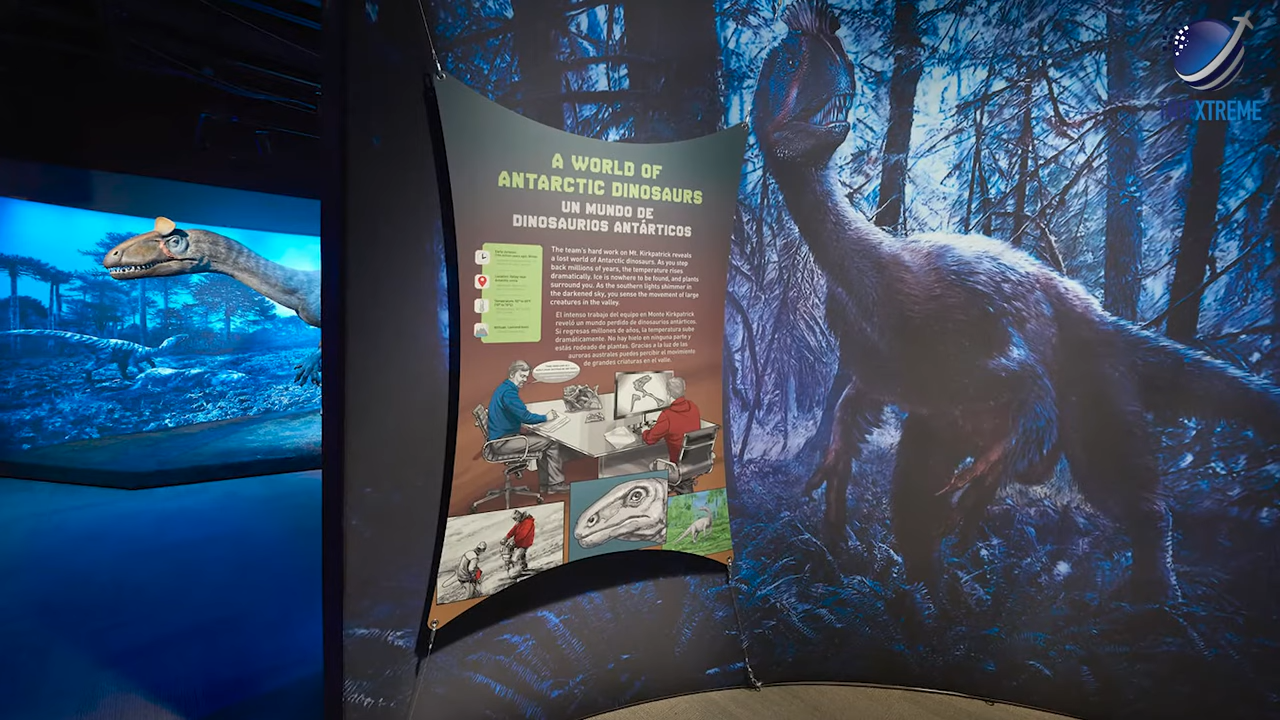 A WORLD OF
ANTARCTIC DINOSAURS
UN MUNDO DE
DINOSAURIOS ANTÁRTICOS
The team's hard work on Mt. Kirkpatrick reveals
a lost world of Antarctic dinosaurs. As you step
back millions of years, the temperature rises
dramatically. Ice is nowhere to be found, and plants
surround you. As the southern lights shimmer in
the darkened sky, you sense the movement of large
creatures in the valley.
El intenso trabajo del equipo en Monte Kirkpatrick
reveló un mundo perdido de dinosaurios antárticos.
Si regresas millones de años, la temperatura sube
dramáticamente. No hay hielo en ninguna parte y
estás rodeado de plantas. Gracias a la luz de las
auroras australes puedes percibir el movimiento
de grandes criaturas en el valle.
XTREME